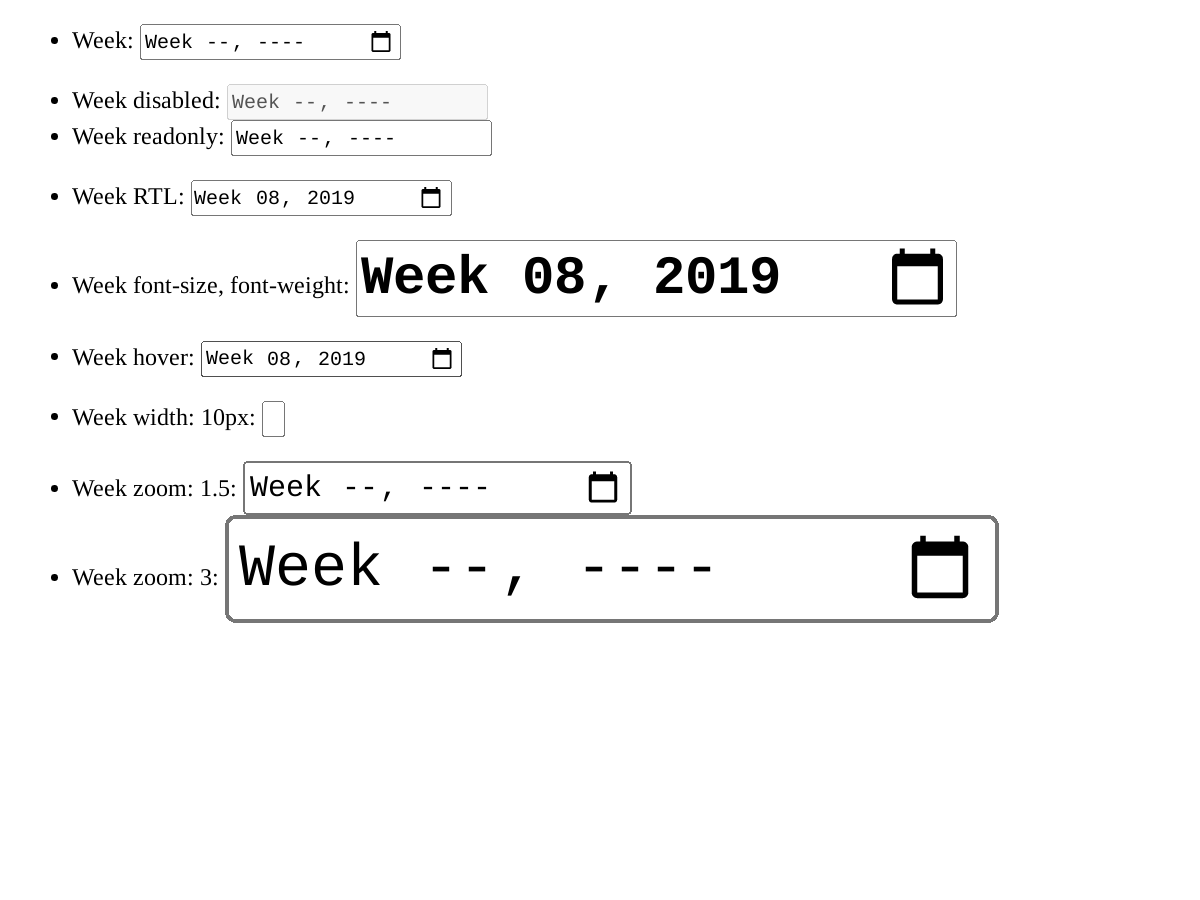 Week: Week --, ----
Week disabled: Week --, ----
Week readonly: Week --, ----
Week RTL: Week 08, 2019
Week font-size, font-weight: Week 08, 2019
Week hover: Week 08, 2019
Week width: 10px:
Week zoom: 1.5: Week --, ----
Week zoom: 3: Week --, ----